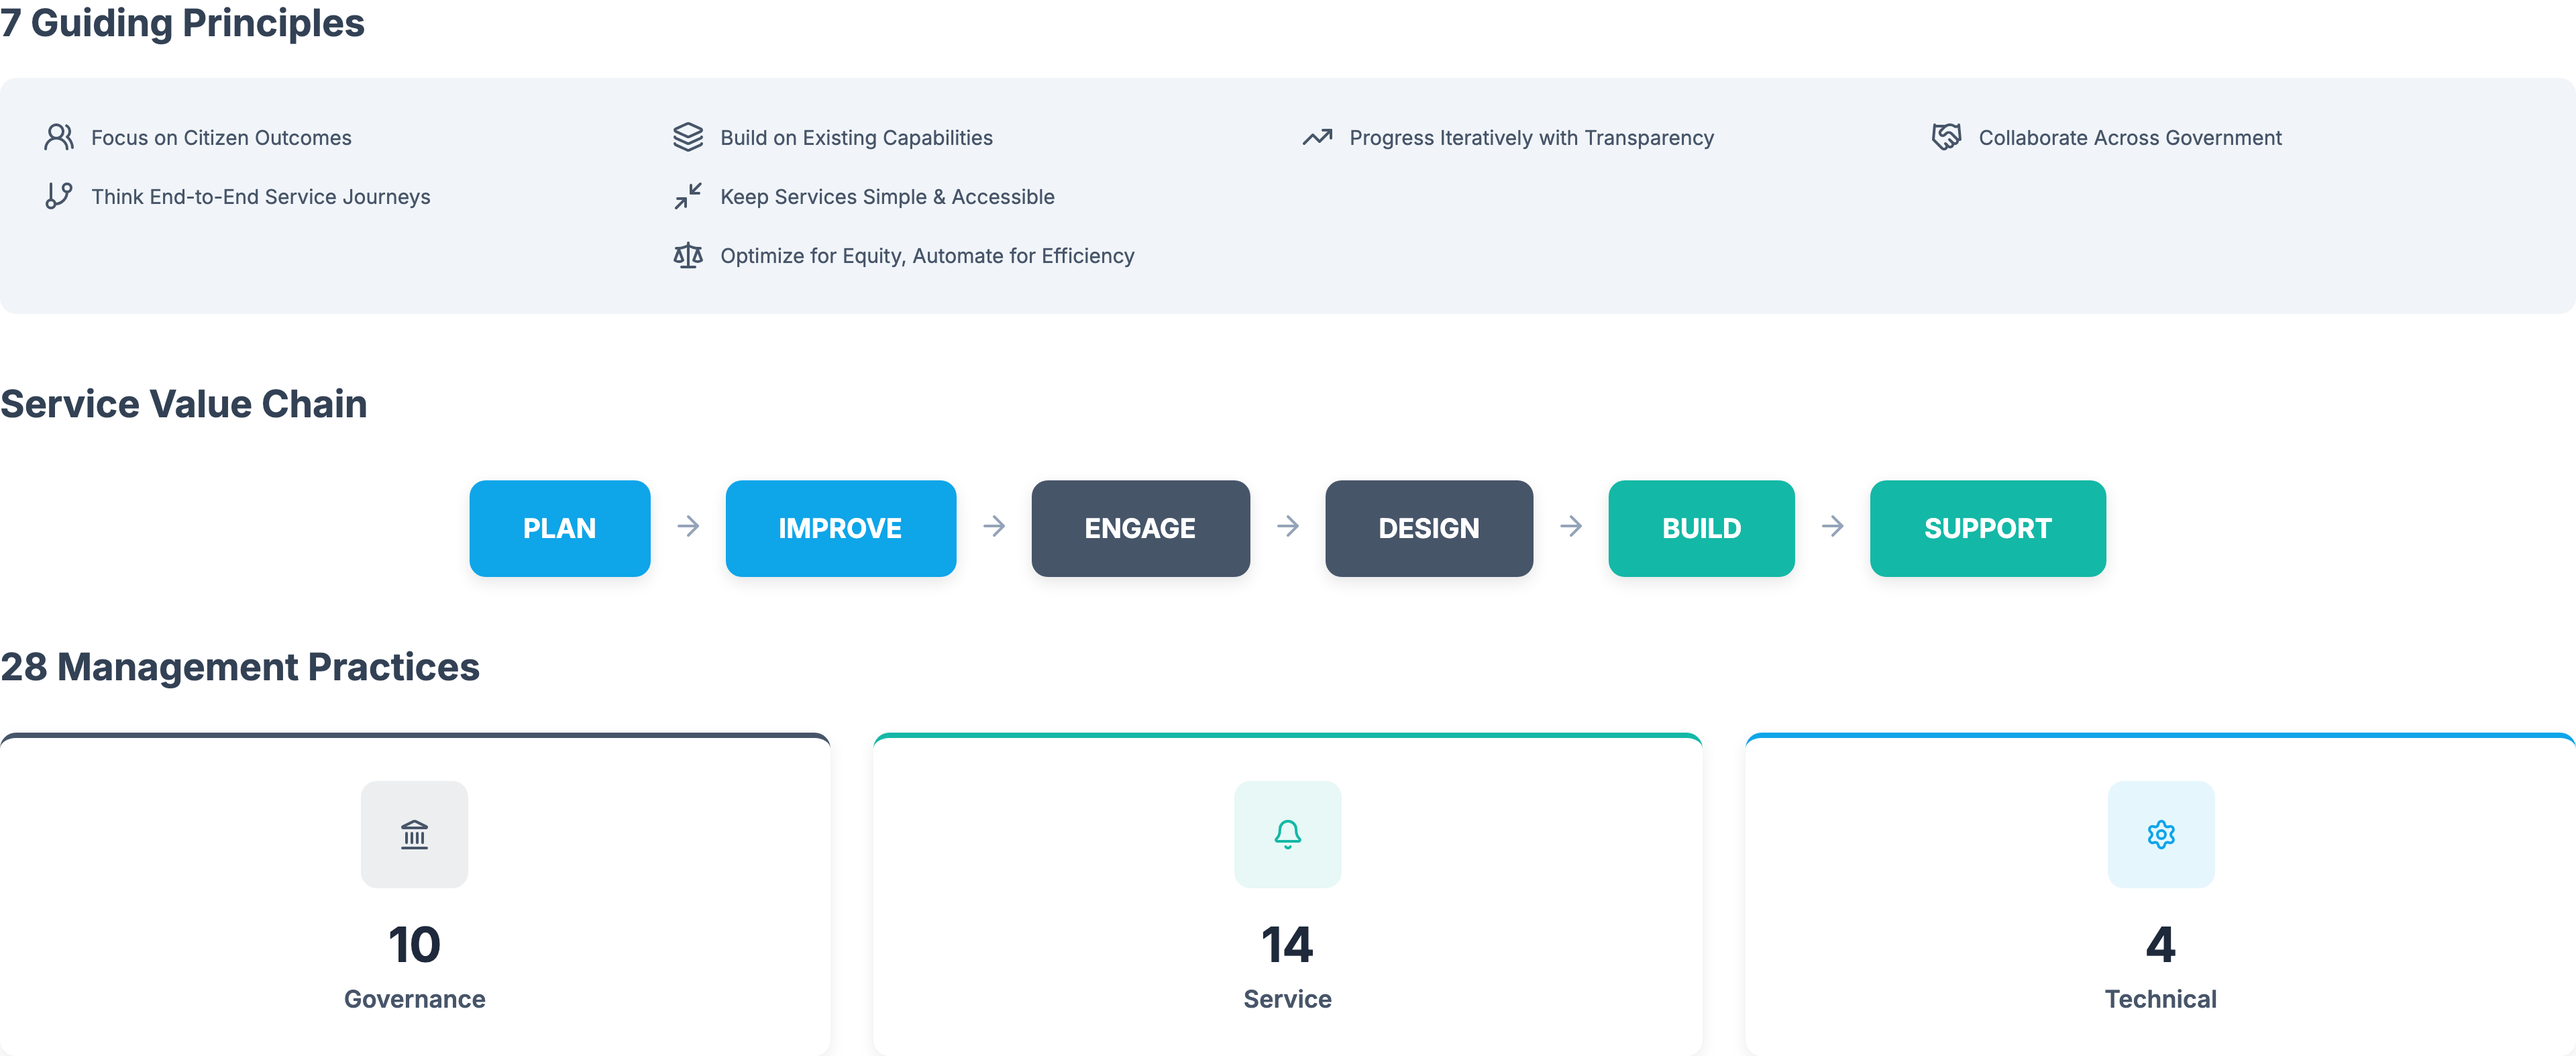 7 Guiding Principles
Focus on Citizen Outcomes
Build on Existing Capabilities
Progress Iteratively with Transparency
Collaborate Across Government
Think End-to-End Service Journeys
Keep Services Simple & Accessible
Optimize for Equity, Automate for Efficiency
Service Value Chain
PLAN
IMPROVE
ENGAGE
DESIGN
BUILD
SUPPORT
28 Management Practices
10
Governance
14
Service
4
Technical